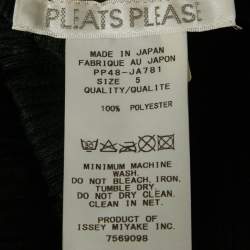 PLEATS PLEASE
MADE IN JAPAN
FABRIQUE AU JAPON
PP48-JA781
SIZE 5
QUALITY/QUALITE
100% POLYESTER
MINIMUM MACHINE
WASH.
DO NOT BLEACH, IRON,
TUMBLE DRY
DO NOT DRY CLEAN.
CLEAN IN NET.
PRODUCT OF
ISSEY MIYAKE INC.
7569098